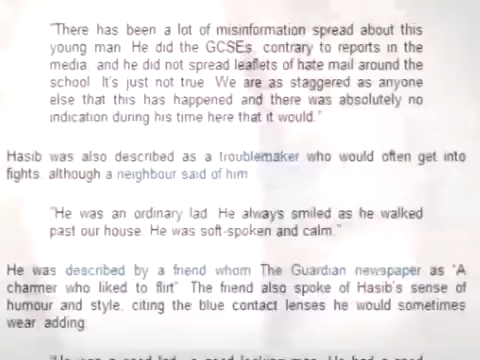 "There has been a lot of misinformation spread about this
young man. He did the GCSEs, contrary to reports in the
media, and he did not spread leaflets of hate mail around the
school. It's just not true. We are as staggered as anyone
else that this has happened and there was absolutely no
indication during his time here that it would."
Hasib was also described as a troublemaker who would often get into
fights, although a neighbour said of him
"He was an ordinary lad. He always smiled as he walked
past our house. He was soft-spoken and calm."
He was described by a friend whom The Guardian newspaper as "A
charmer who liked to flirt" The friend also spoke of Hasib's sense of
humour and style, citing the blue contact lenses he would sometimes
wear, adding